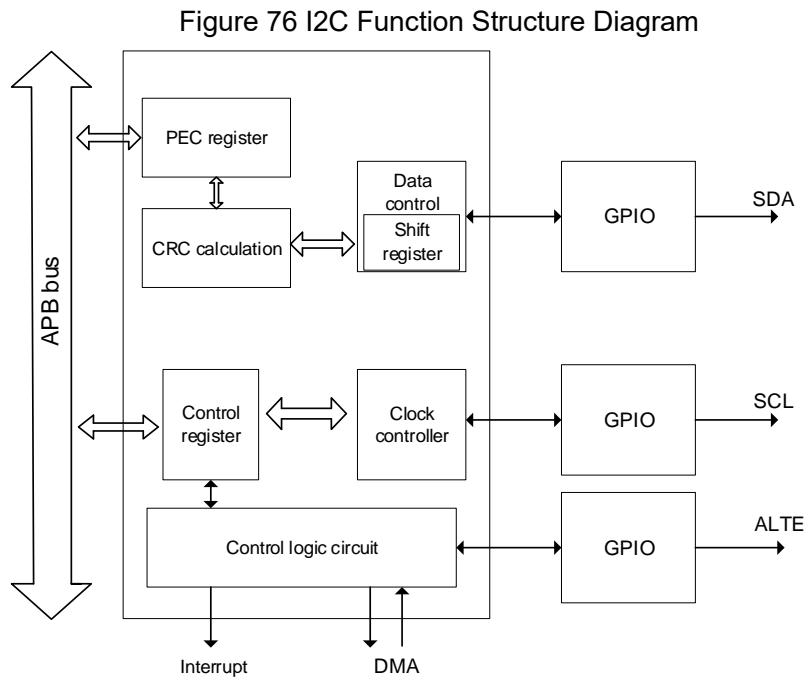 Figure 76 I2C Function Structure Diagram
PEC register
Data
control
Shift
register
CRC calculation
GPIO
SDA
APB bus
Control
register
Clock
controller
GPIO
SCL
Control logic circuit
GPIO
ALTE
Interrupt
DMA